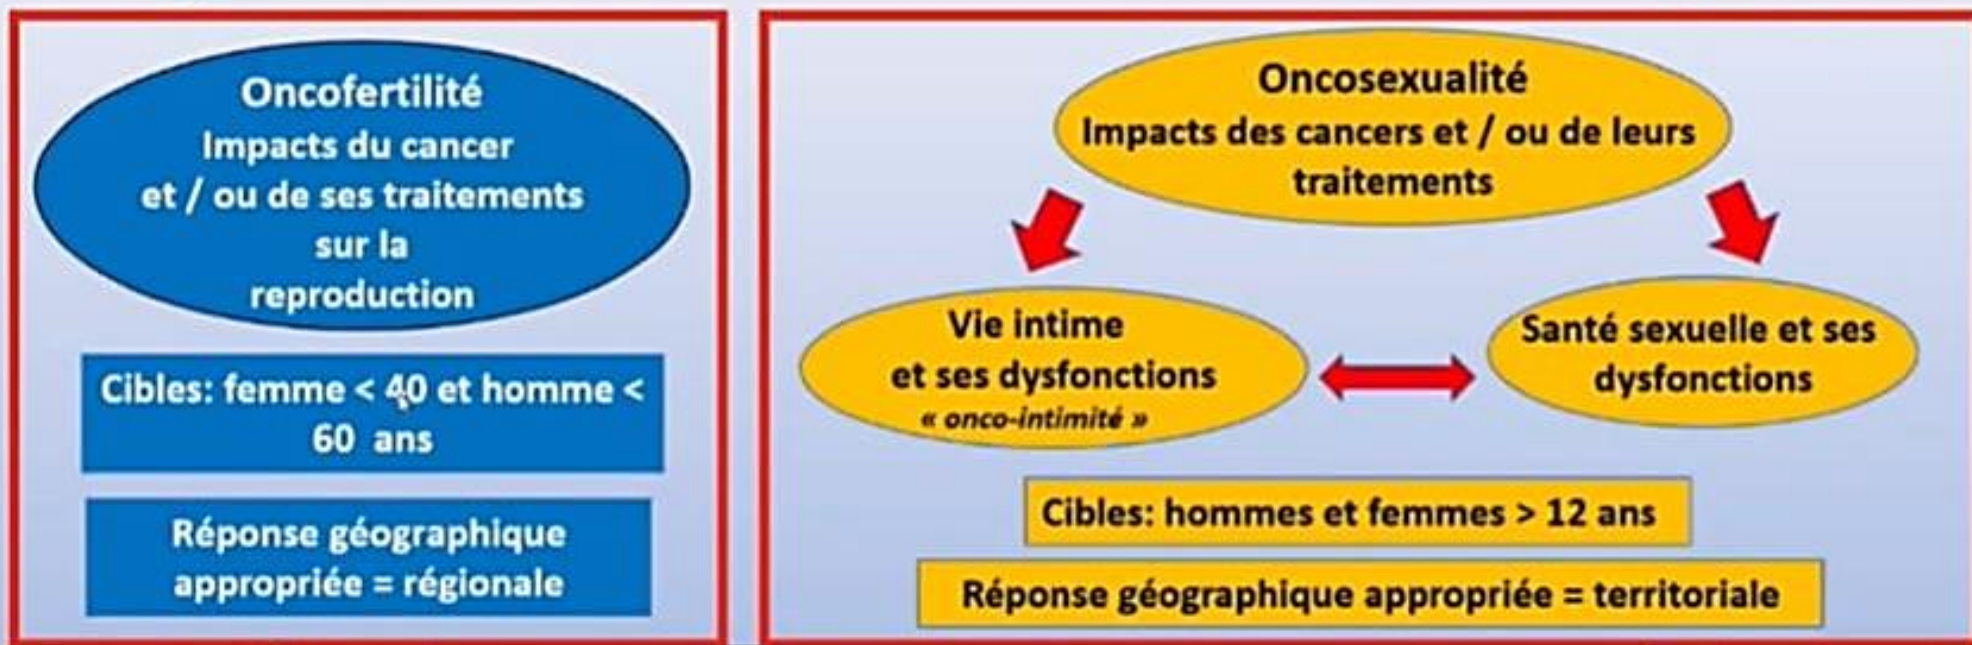 Oncofertilité
Impacts du cancer
et / ou de ses traitements
sur la
reproduction
Cibles: femme < 40 et homme <
60 ans
Réponse géographique
appropriée = régionale
Oncosexualité
Impacts des cancers et / ou de leurs
traitements
Vie intime
et ses dysfonctions
« onco-intimité »
Santé sexuelle et ses
dysfonctions
Cibles: hommes et femmes > 12 ans
Réponse géographique appropriée = territoriale